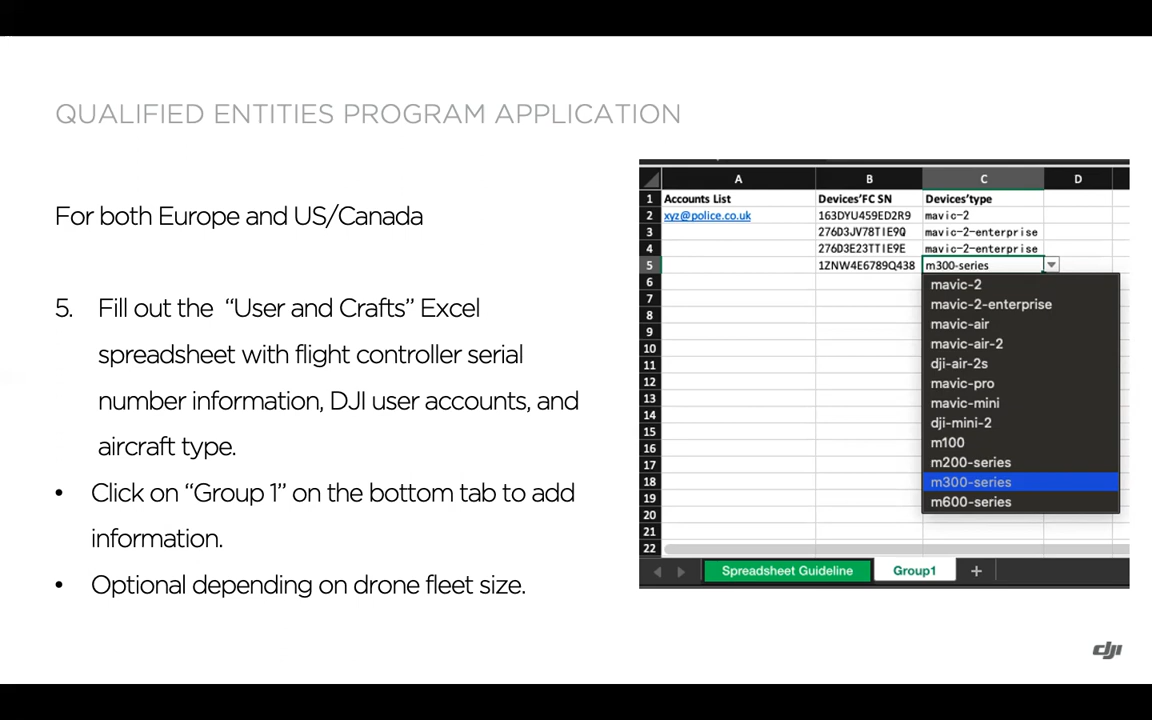 QUALIFIED ENTITIES PROGRAM APPLICATION
For both Europe and US/Canada
5. Fill out the “User and Crafts” Excel
spreadsheet with flight controller serial
number information, DJI user accounts, and
aircraft type.
• Click on “Group 1” on the bottom tab to add
information.
• Optional depending on drone fleet size.
A B C D
1 Accounts List Devices'FC SN Devices'type
2 xyz@police.co.uk 163DYU459ED2R9 mavic-2
3 276D3JV78TIE9Q mavic-2-enterprise
4 276D3E23TTIE9E mavic-2-enterprise
5 1ZNW4E6789Q438 m300-series
6 mavic-2
7 mavic-2-enterprise
8 mavic-air
9 mavic-air-2
10 dji-air-2s
11 mavic-pro
12 mavic-mini
13 dji-mini-2
14 m100
15 m200-series
16 m300-series
17 m600-series
18
19
20
21
22
Spreadsheet Guideline Group1 +
dji